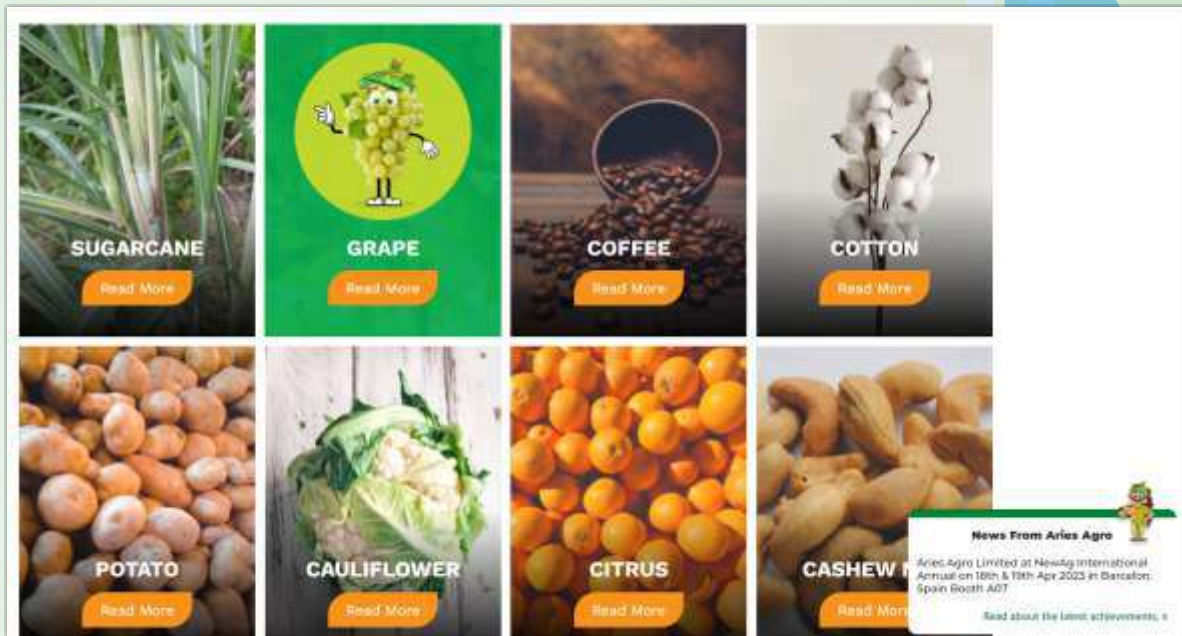 SUGARCANE
Read More
GRAPE
Read More
COFFEE
Read More
COTTON
Read More
POTATO
Read More
CAULIFLOWER
Read More
CITRUS
Read More
CASHEW
Read More
News From Aries Agro
Aries Agro Limited at NewAg International
Annual on 18th & 19th Apr 2023 in Barcelon,
Spain Booth A07
Read about the latest achievements,